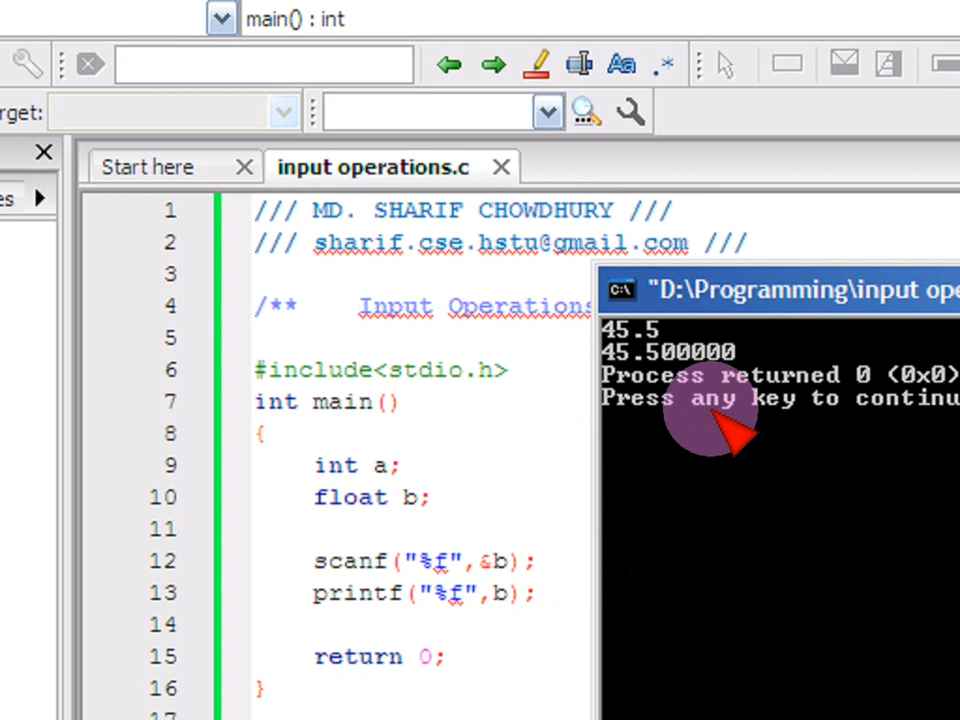 main() : int
rget:
es
Start here
input operations.c
1 /// MD. SHARIF CHOWDHURY ///
2 /// sharif.cse.hstu@gmail.com ///
3
4 /** Input Operations
5
6 #include<stdio.h>
7 int main()
8 {
9 int a;
10 float b;
11
12 scanf("%f",&b);
13 printf("%f",b);
14
15 return 0;
16 }
17
"D:\Programming\input ope
45.5
45.500000
Process returned 0 (0x0)
Press any key to continu